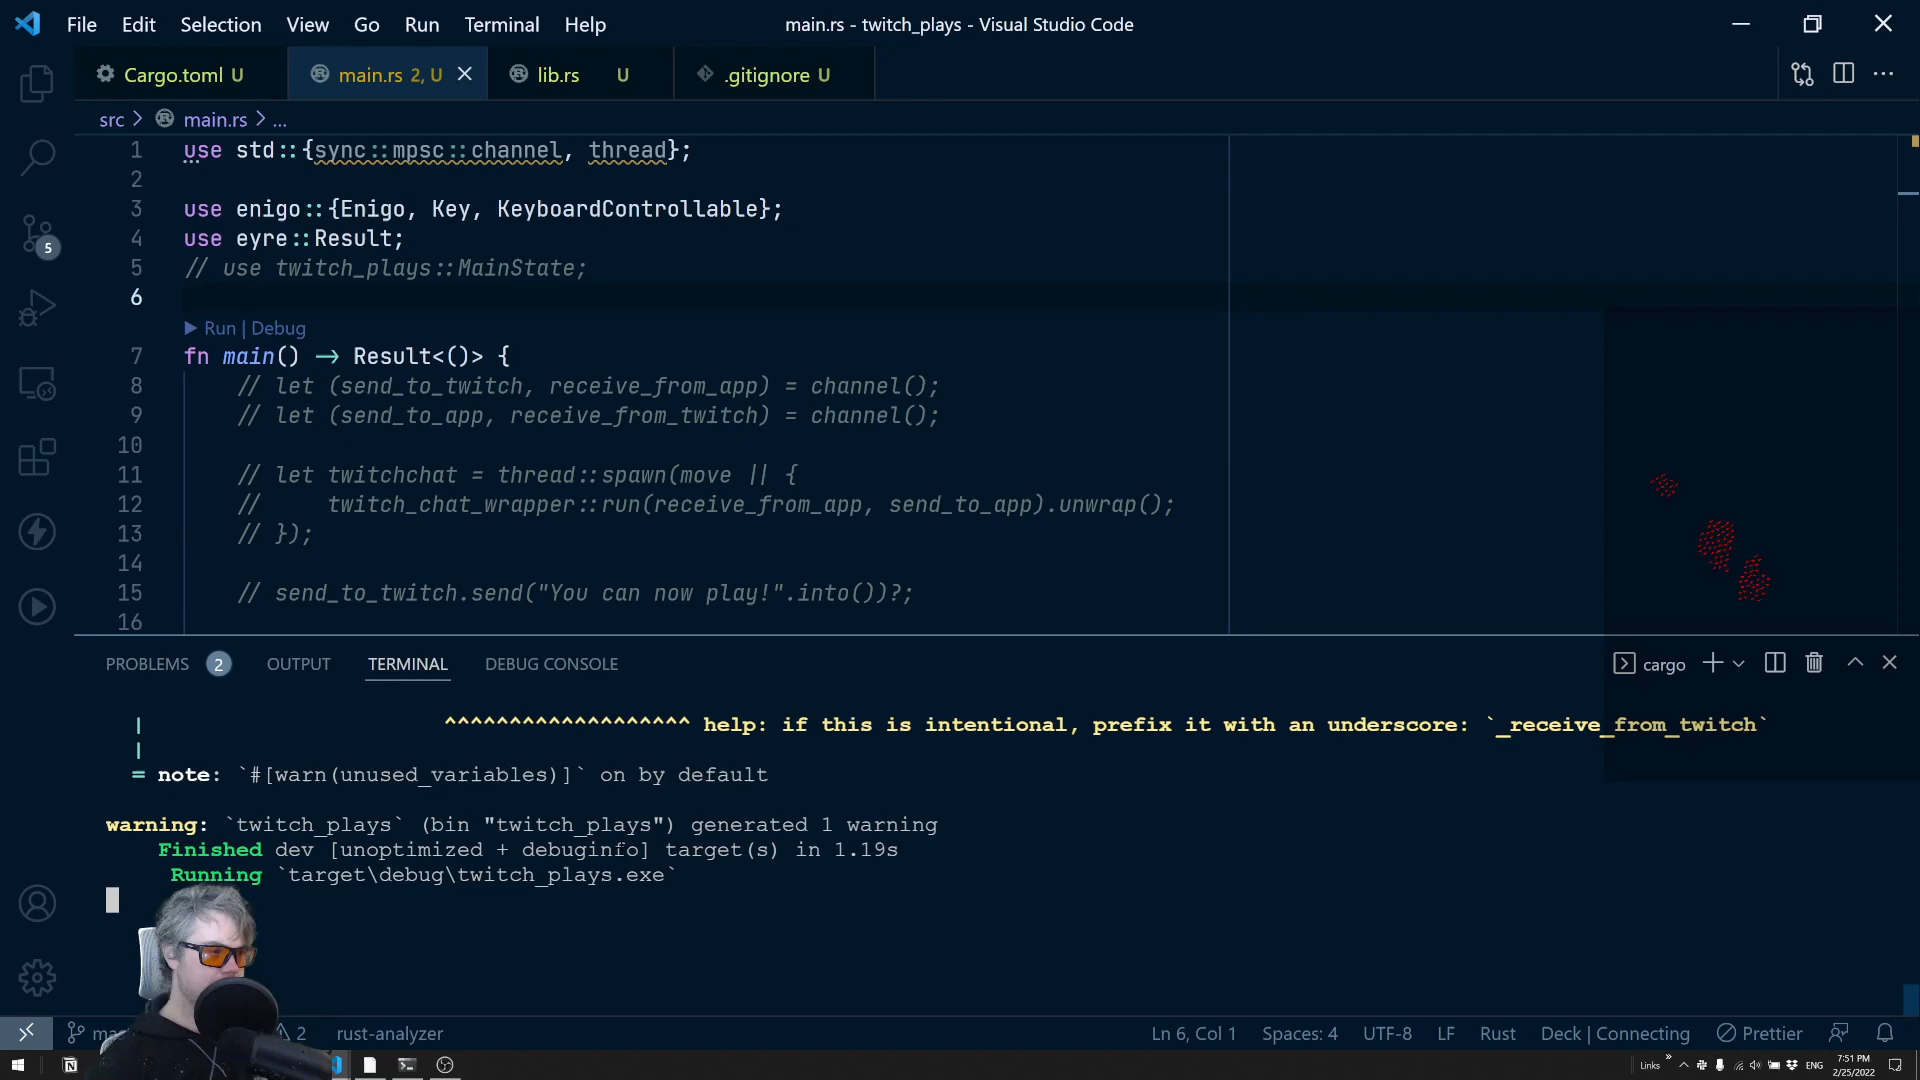 File Edit Selection View Go Run Terminal Help main.rs - twitch_plays - Visual Studio Code
Cargo.toml U main.rs 2, U lib.rs U .gitignore U
src > main.rs > ...
1 use std::{sync::mpsc::channel, thread};
2
3 use enigo::{Enigo, Key, KeyboardControllable};
4 use eyre::Result;
5 // use twitch_plays::MainState;
6
Run | Debug
7 fn main() -> Result<()> {
8 // let (send_to_twitch, receive_from_app) = channel();
9 // let (send_to_app, receive_from_twitch) = channel();
10
11 // let twitchchat = thread::spawn(move || {
12 // twitch_chat_wrapper::run(receive_from_app, send_to_app).unwrap();
13 // });
14
15 // send_to_twitch.send("You can now play!".into())?;
16
5
PROBLEMS 2 OUTPUT TERMINAL DEBUG CONSOLE cargo
|                       ^^^^^^^^^^^^^^^^^^^ help: if this is intentional, prefix it with an underscore: `_receive_from_twitch`
|
= note: `#[warn(unused_variables)]` on by default
warning: `twitch_plays` (bin "twitch_plays") generated 1 warning
Finished dev [unoptimized + debuginfo] target(s) in 1.19s
Running `target\debug\twitch_plays.exe`
2 rust-analyzer Ln 6, Col 1 Spaces: 4 UTF-8 LF Rust Deck | Connecting Prettier
Links » ENG 7:51 PM
2/25/2022